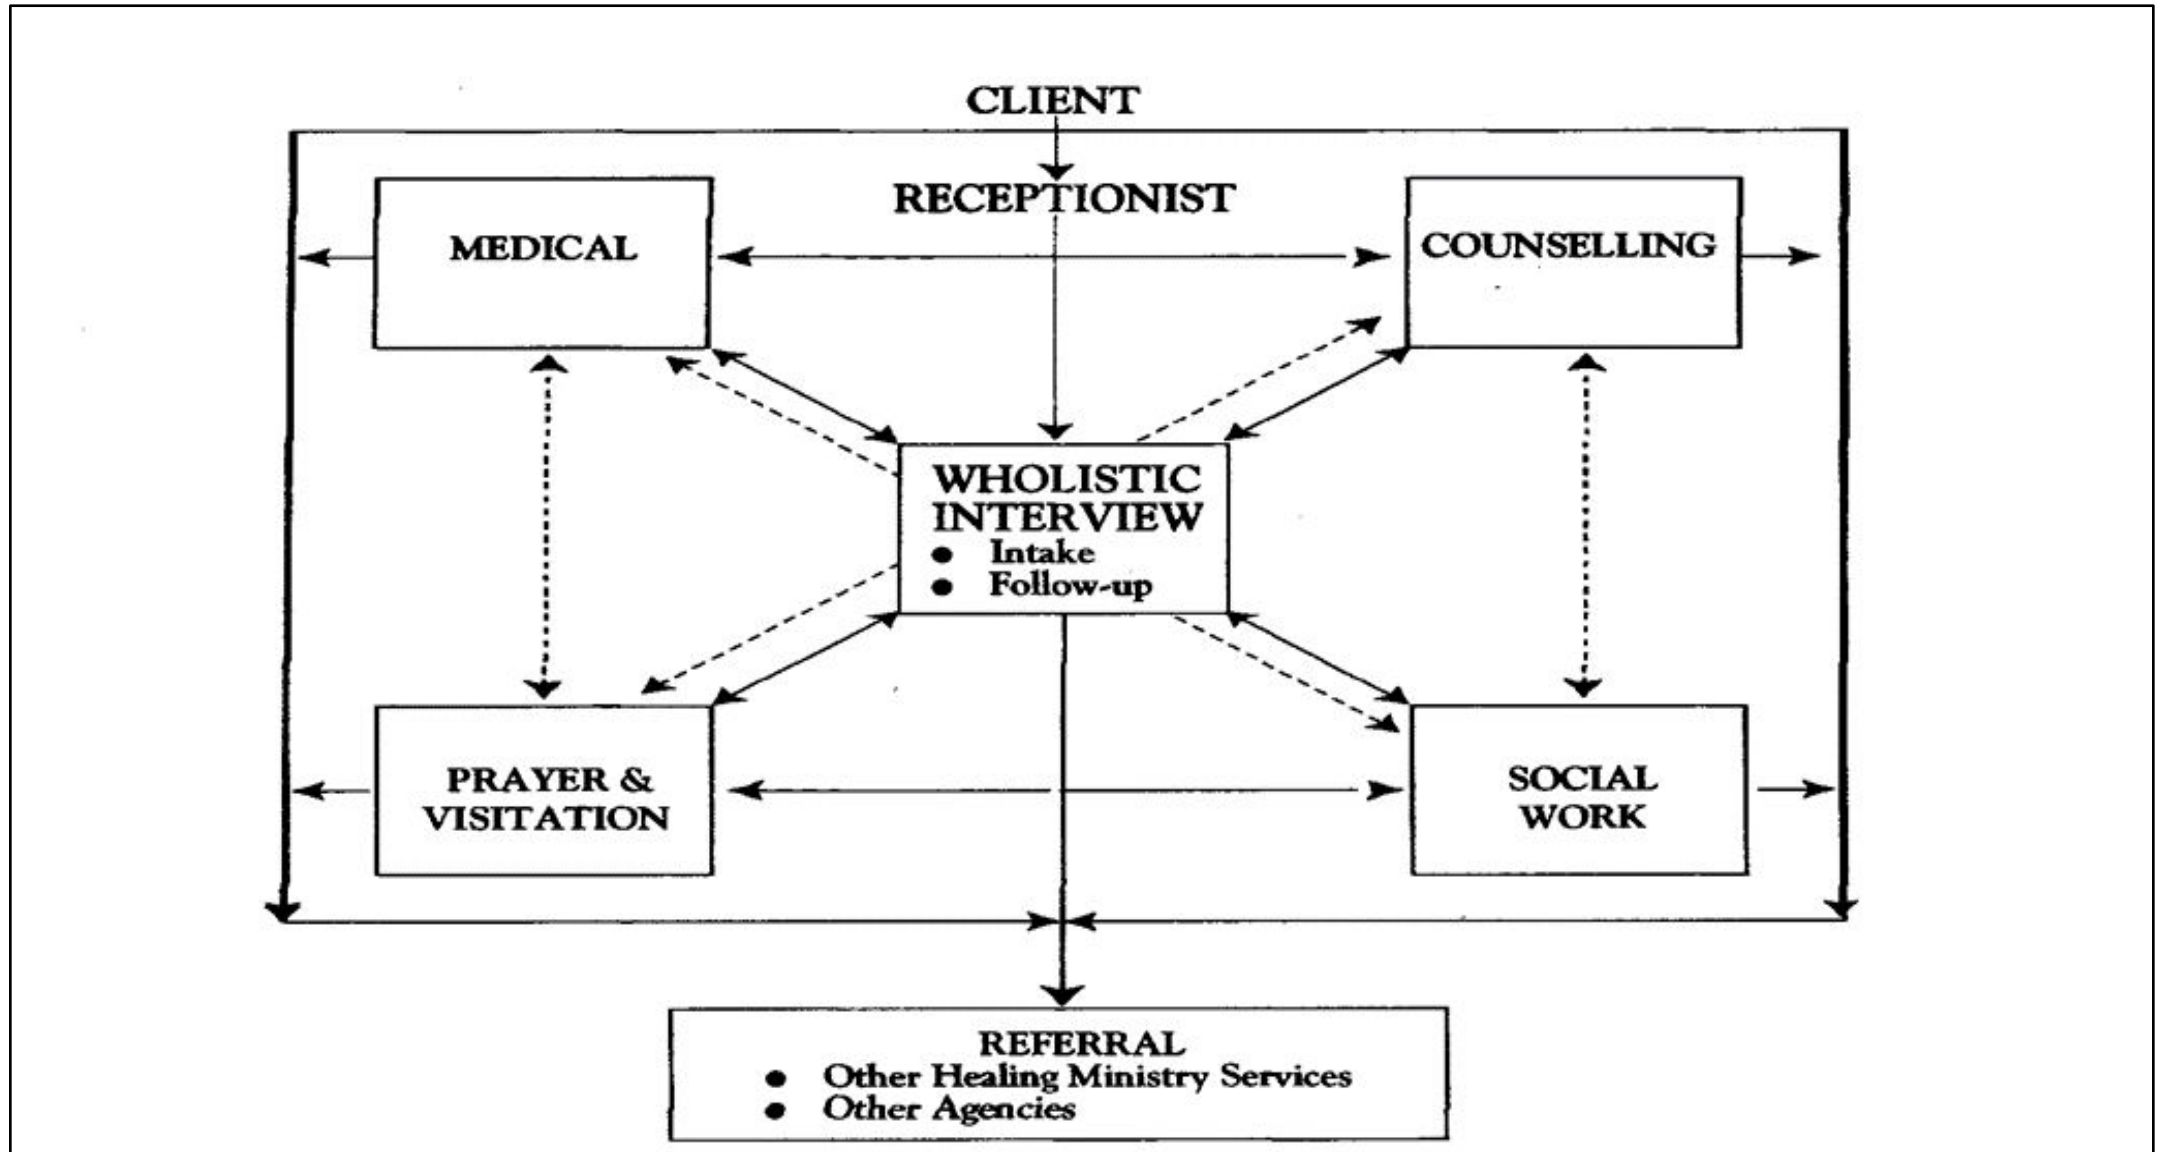 CLIENT
RECEPTIONIST
MEDICAL
COUNSELLING
WHOLISTIC
INTERVIEW
● Intake
● Follow-up
PRAYER &
VISITATION
SOCIAL
WORK
REFERRAL
● Other Healing Ministry Services
● Other Agencies